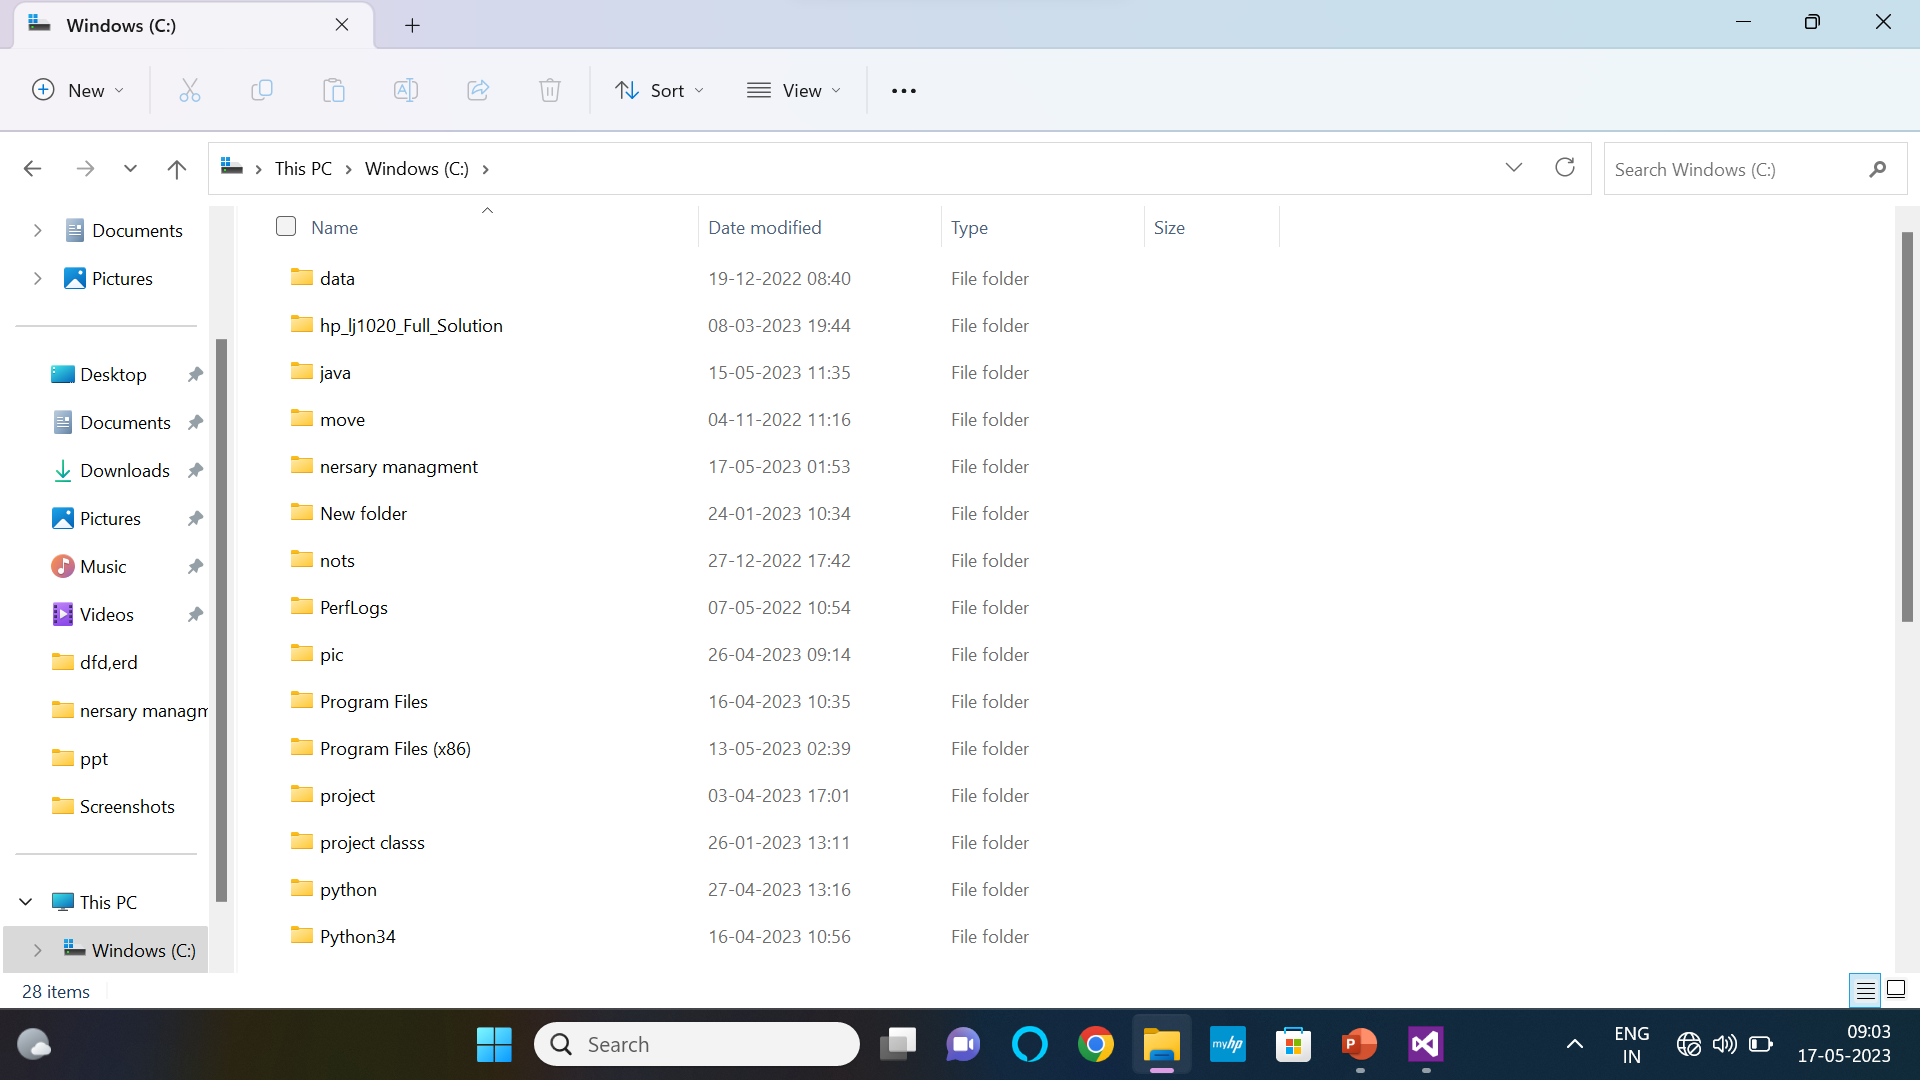 Windows (C:)
New
Sort
View
This PC
Windows (C:)
Search Windows (C:)
Documents
Pictures
Desktop
Documents
Downloads
Pictures
Music
Videos
dfd,erd
nersary managm
ppt
Screenshots
This PC
Windows (C:)
Name Date modified Type Size
data 19-12-2022 08:40 File folder
hp_lj1020_Full_Solution 08-03-2023 19:44 File folder
java 15-05-2023 11:35 File folder
move 04-11-2022 11:16 File folder
nersary managment 17-05-2023 01:53 File folder
New folder 24-01-2023 10:34 File folder
nots 27-12-2022 17:42 File folder
PerfLogs 07-05-2022 10:54 File folder
pic 26-04-2023 09:14 File folder
Program Files 16-04-2023 10:35 File folder
Program Files (x86) 13-05-2023 02:39 File folder
project 03-04-2023 17:01 File folder
project classs 26-01-2023 13:11 File folder
python 27-04-2023 13:16 File folder
Python34 16-04-2023 10:56 File folder
28 items
Search
myhp
P
ENG
IN
09:03
17-05-2023